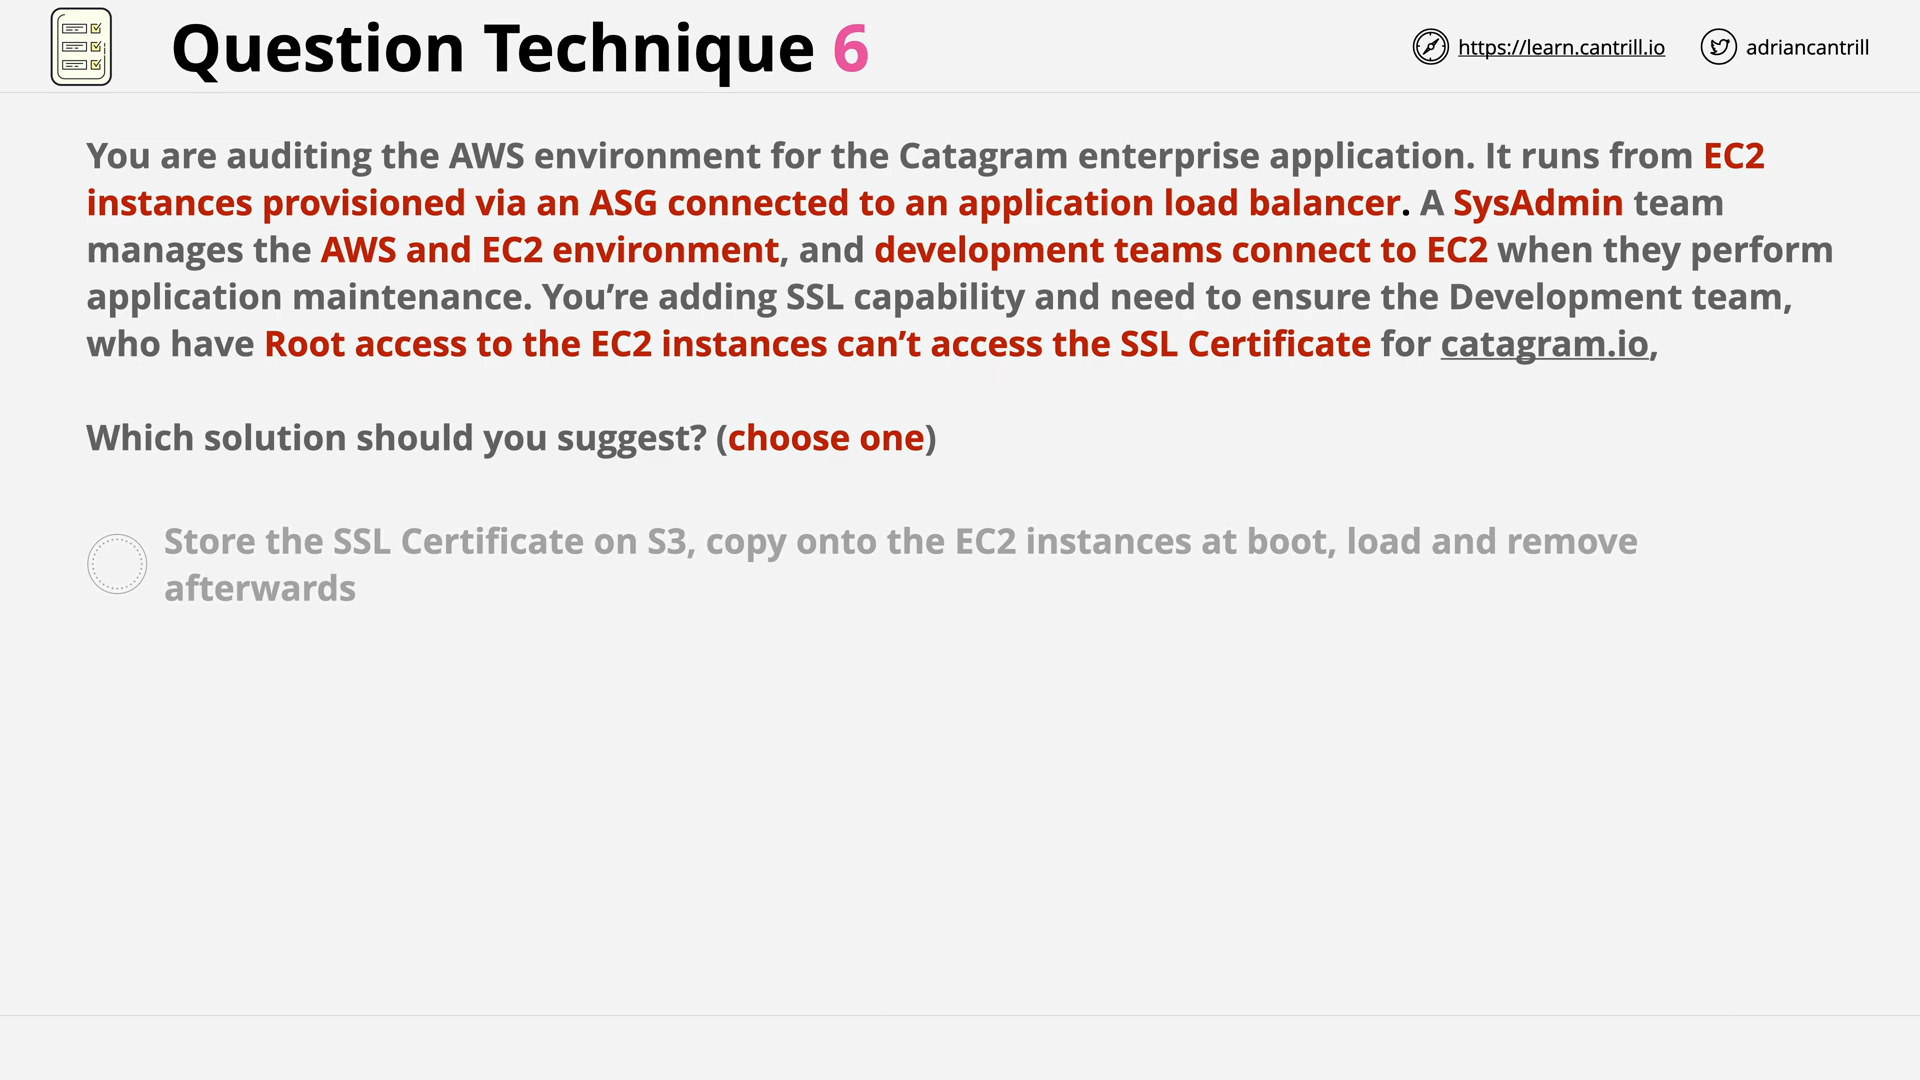 Question Technique 6
https://learn.cantrill.io
adriancantrill
You are auditing the AWS environment for the Catagram enterprise application. It runs from EC2
instances provisioned via an ASG connected to an application load balancer. A SysAdmin team
manages the AWS and EC2 environment, and development teams connect to EC2 when they perform
application maintenance. You’re adding SSL capability and need to ensure the Development team,
who have Root access to the EC2 instances can’t access the SSL Certificate for catagram.io,
Which solution should you suggest? (choose one)
Store the SSL Certificate on S3, copy onto the EC2 instances at boot, load and remove
afterwards